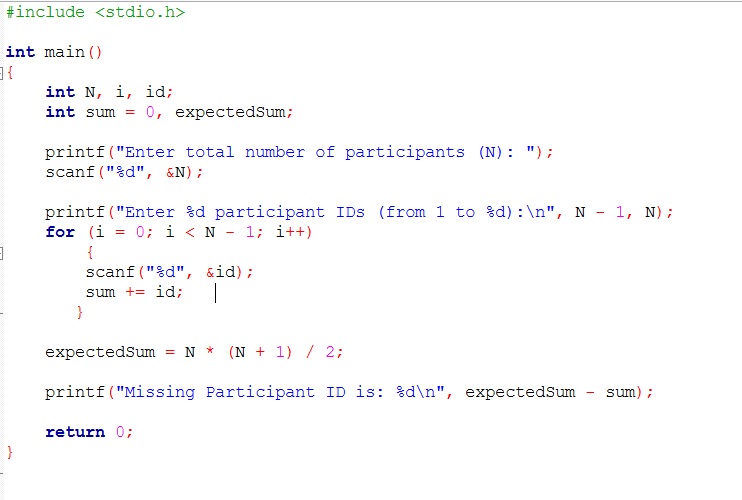 #include <stdio.h>
int main()
{
int N, i, id;
int sum = 0, expectedSum;
printf("Enter total number of participants (N): ");
scanf("%d", &N);
printf("Enter %d participant IDs (from 1 to %d):\n", N - 1, N);
for (i = 0; i < N - 1; i++)
{
scanf("%d", &id);
sum += id;
}
expectedSum = N * (N + 1) / 2;
printf("Missing Participant ID is: %d\n", expectedSum - sum);
return 0;
}